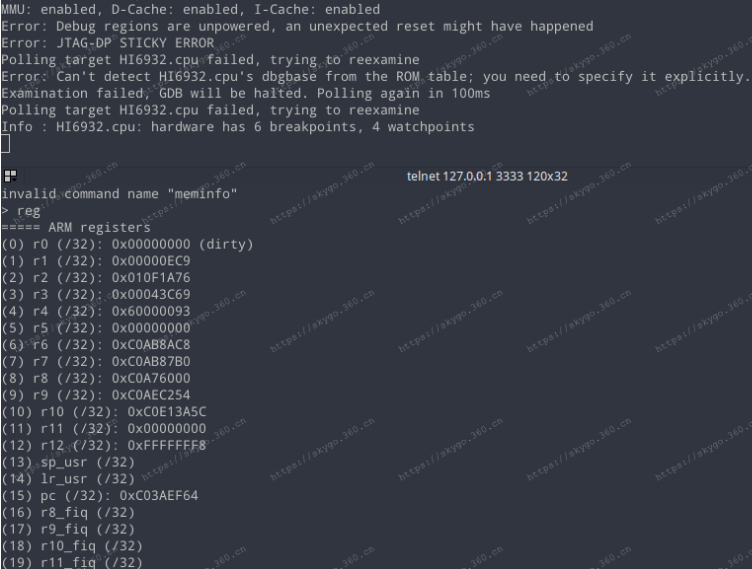 MMU: enabled, D-Cache: enabled, I-Cache: enabled
Error: Debug regions are unpowered, an unexpected reset might have happened
Error: JTAG-DP STICKY ERROR
Polling target HI6932.cpu failed, trying to reexamine
Error: Can't detect HI6932.cpu's dbgbase from the ROM table; you need to specify it explicitly.
Examination failed, GDB will be halted. Polling again in 100ms
Polling target HI6932.cpu failed, trying to reexamine
Info : HI6932.cpu: hardware has 6 breakpoints, 4 watchpoints
telnet 127.0.0.1 3333 120x32
invalid command name "meminfo"
> reg
===== ARM registers
(0) r0 (/32): 0x00000000 (dirty)
(1) r1 (/32): 0x00000EC9
(2) r2 (/32): 0x010F1A76
(3) r3 (/32): 0x00043C69
(4) r4 (/32): 0x60000093
(5) r5 (/32): 0x00000000
(6) r6 (/32): 0xC0AB8AC8
(7) r7 (/32): 0xC0AB87B0
(8) r8 (/32): 0xC0A76000
(9) r9 (/32): 0xC0AEC254
(10) r10 (/32): 0xC0E13A5C
(11) r11 (/32): 0x00000000
(12) r12 (/32): 0xFFFFFFF8
(13) sp_usr (/32)
(14) lr_usr (/32)
(15) pc (/32): 0xC03AEF64
(16) r8_fiq (/32)
(17) r9_fiq (/32)
(18) r10_fiq (/32)
(19) r11_fiq (/32)
https://skygo.360.cn